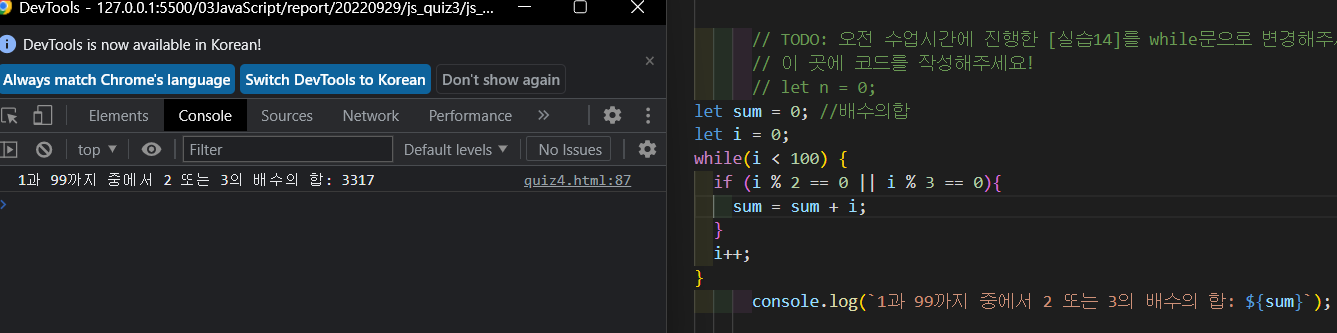 DevTools - 127.0.0.1:5500/03JavaScript/report/20220929/js_quiz3/js_...
DevTools is now available in Korean!
Always match Chrome's language Switch DevTools to Korean Don't show again
Elements Console Sources Network Performance
top Filter Default levels No Issues
1과 99까지 중에서 2 또는 3의 배수의 합: 3317 quiz4.html:87
// TODO: 오전 수업시간에 진행한 [실습14]를 while문으로 변경해주
// 이 곳에 코드를 작성해주세요!
// let n = 0;
let sum = 0; //배수의합
let i = 0;
while(i < 100) {
if (i % 2 == 0 || i % 3 == 0){
sum = sum + i;
}
i++;
}
console.log(`1과 99까지 중에서 2 또는 3의 배수의 합: ${sum}`);